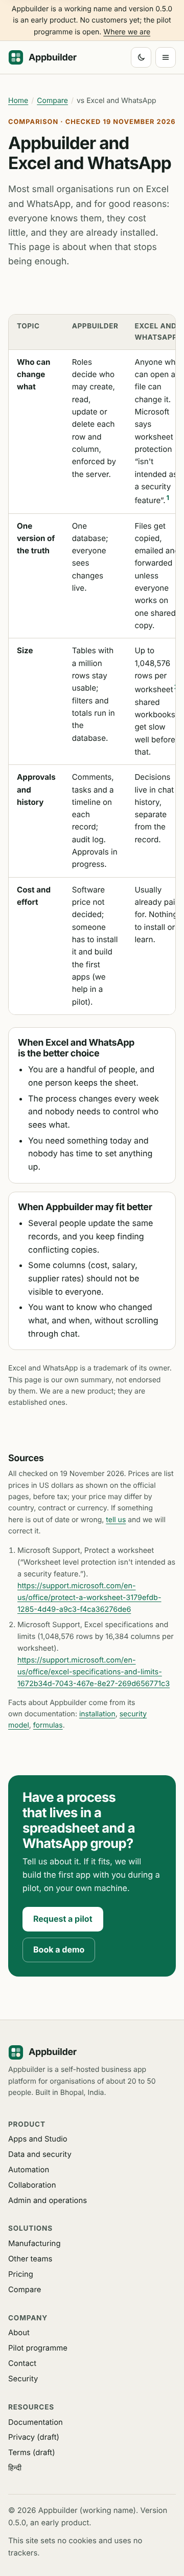 Appbuilder is a working name and version 0.5.0
is an early product. No customers yet; the pilot
programme is open. Where we are
Appbuilder
Home / Compare / vs Excel and WhatsApp
COMPARISON · CHECKED 19 NOVEMBER 2026
Appbuilder and
Excel and WhatsApp
Most small organisations run on Excel
and WhatsApp, and for good reasons:
everyone knows them, they cost
little, and they are already installed.
This page is about when that stops
being enough.
TOPIC APPBUILDER EXCEL AND
WHATSAPP
Who can
change
what
Roles
decide who
may create,
read,
update or
delete each
row and
column,
enforced by
the server.
Anyone who
can open a
file can
change it.
Microsoft
says
worksheet
protection
“isn’t
intended as
a security
feature”.1
One
version of
the truth
One
database;
everyone
sees
changes
live.
Files get
copied,
emailed and
forwarded
unless
everyone
works on
one shared
copy.
Size
Tables with
a million
rows stay
usable;
filters and
totals run in
the
database.
Up to
1,048,576
rows per
worksheet
shared
workbooks
get slow
well before
that.
Approvals
and
history
Comments,
tasks and a
timeline on
each
record;
audit log.
Approvals in
progress.
Decisions
live in chat
history,
separate
from the
record.
Cost and
effort
Software
price not
decided;
someone
has to install
it and build
the first
apps (we
help in a
pilot).
Usually
already paid
for. Nothing
to install or
learn.
When Excel and WhatsApp
is the better choice
• You are a handful of people, and
one person keeps the sheet.
• The process changes every week
and nobody needs to control who
sees what.
• You need something today and
nobody has time to set anything
up.
When Appbuilder may fit better
• Several people update the same
records, and you keep finding
conflicting copies.
• Some columns (cost, salary,
supplier rates) should not be
visible to everyone.
• You want to know who changed
what, and when, without scrolling
through chat.
Excel and WhatsApp is a trademark of its owner.
This page is our own summary, not endorsed
by them. We are a new product; they are
established ones.
Sources
All checked on 19 November 2026. Prices are list
prices in US dollars as shown on the official
pages, before tax; your price may differ by
country, contract or currency. If something
here is out of date or wrong, tell us and we will
correct it.
1. Microsoft Support, Protect a worksheet
(“Worksheet level protection isn’t intended as
a security feature.”).
https://support.microsoft.com/en-
us/office/protect-a-worksheet-3179efdb-
1285-4d49-a9c3-f4ca36276de6
2. Microsoft Support, Excel specifications and
limits (1,048,576 rows by 16,384 columns per
worksheet).
https://support.microsoft.com/en-
us/office/excel-specifications-and-limits-
1672b34d-7043-467e-8e27-269d656771c3
Facts about Appbuilder come from its
own documentation: installation, security
model, formulas.
Have a process
that lives in a
spreadsheet and a
WhatsApp group?
Tell us about it. If it fits, we will
build the first app with you during a
pilot, on your own machine.
Request a pilot
Book a demo
Appbuilder
Appbuilder is a self-hosted business app
platform for organisations of about 20 to 50
people. Built in Bhopal, India.
PRODUCT
Apps and Studio
Data and security
Automation
Collaboration
Admin and operations
SOLUTIONS
Manufacturing
Other teams
Pricing
Compare
COMPANY
About
Pilot programme
Contact
Security
RESOURCES
Documentation
Privacy (draft)
Terms (draft)
हिन्दी
© 2026 Appbuilder (working name). Version
0.5.0, an early product.
This site sets no cookies and uses no
trackers.